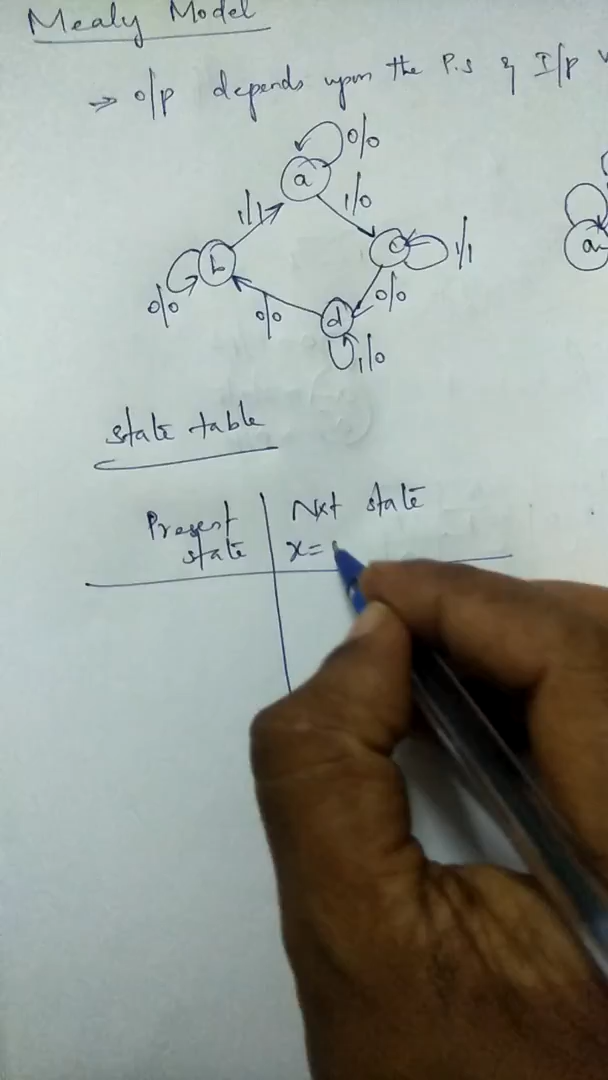 Mealy Model
→ o/p depends upon the P.S & I/p
0/0
a
1/1
1/0
b
c
1/1
a
0/0
0/0
0/0
d
1/0
state table
Present
state
Nxt state
x=